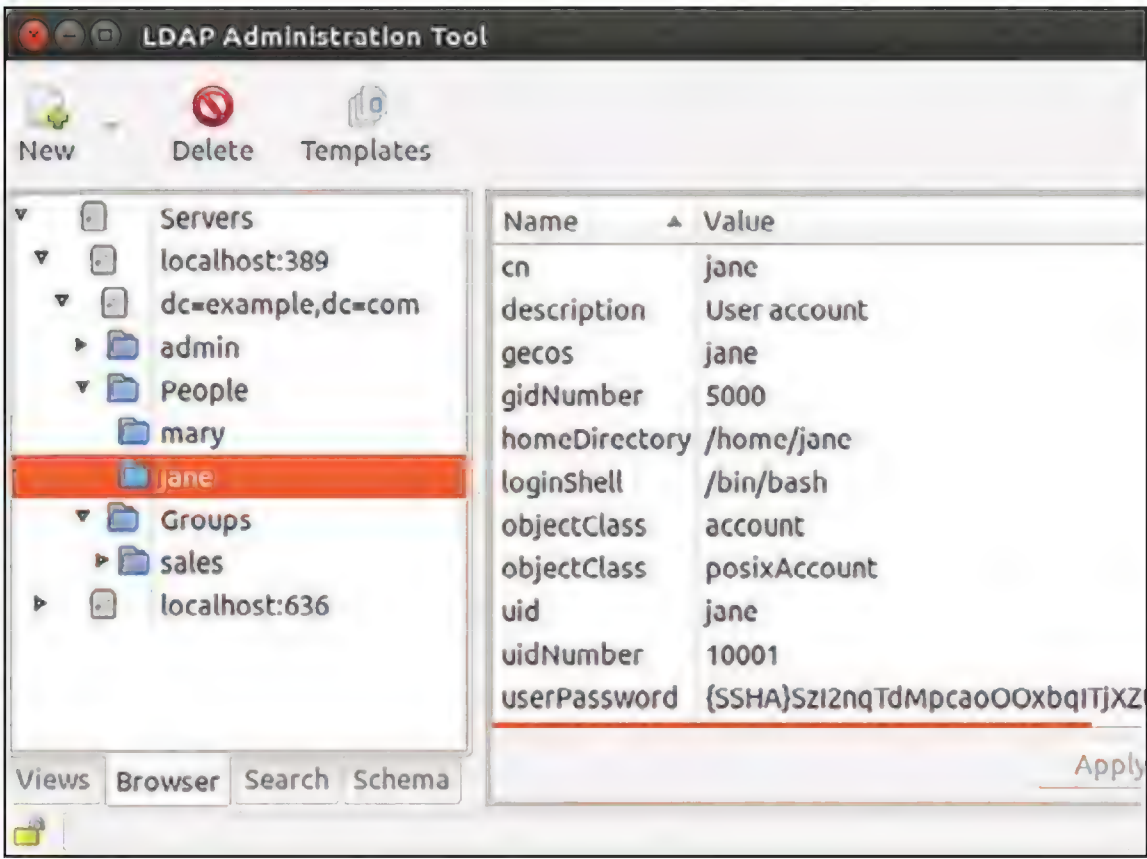 LDAP Administration Tool
New Delete Templates
Servers
localhost:389
dc=example,dc=com
admin
People
mary
jane
Groups
sales
localhost:636
Views Browser Search Schema
Name Value
cn jane
description User account
gecos jane
gidNumber 5000
homeDirectory /home/jane
loginShell /bin/bash
objectClass account
objectClass posixAccount
uid jane
uidNumber 10001
userPassword
Apply